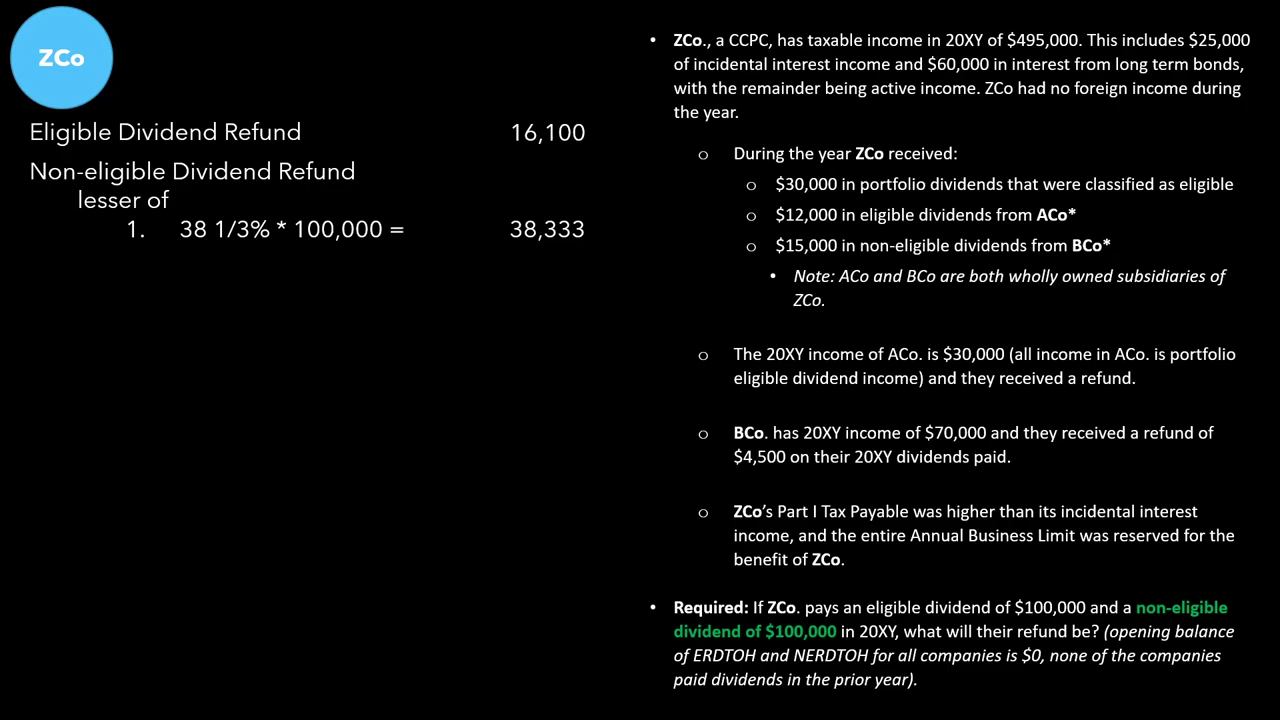 ZCo
Eligible Dividend Refund 16,100
Non-eligible Dividend Refund
lesser of
1. 38 1/3% * 100,000 = 38,333
• ZCo., a CCPC, has taxable income in 20XY of $495,000. This includes $25,000
of incidental interest income and $60,000 in interest from long term bonds,
with the remainder being active income. ZCo had no foreign income during
the year.
o During the year ZCo received:
o $30,000 in portfolio dividends that were classified as eligible
o $12,000 in eligible dividends from ACo*
o $15,000 in non-eligible dividends from BCo*
• Note: ACo and BCo are both wholly owned subsidiaries of
ZCo.
o The 20XY income of ACo. is $30,000 (all income in ACo. is portfolio
eligible dividend income) and they received a refund.
o BCo. has 20XY income of $70,000 and they received a refund of
$4,500 on their 20XY dividends paid.
o ZCo’s Part I Tax Payable was higher than its incidental interest
income, and the entire Annual Business Limit was reserved for the
benefit of ZCo.
• Required: If ZCo. pays an eligible dividend of $100,000 and a non-eligible
dividend of $100,000 in 20XY, what will their refund be? (opening balance
of ERDTOH and NERDTOH for all companies is $0, none of the companies
paid dividends in the prior year).